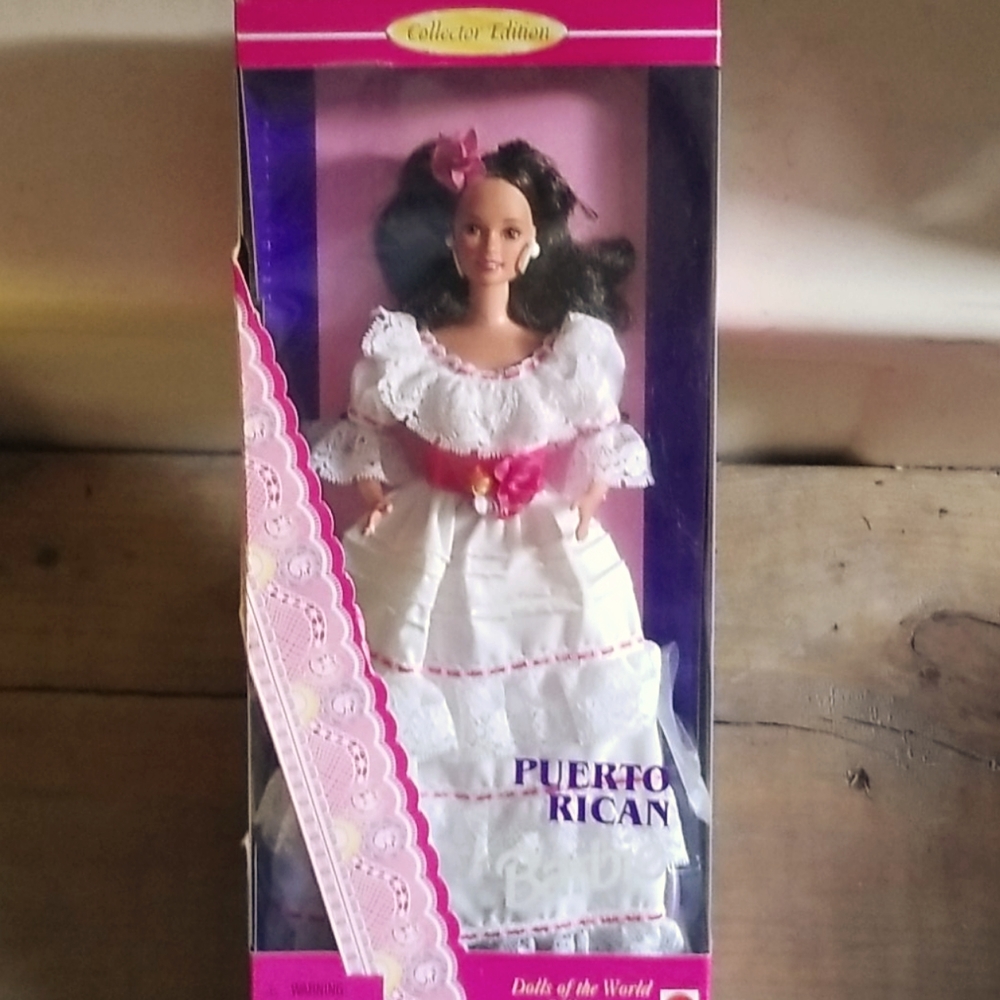 Collector Edition
PUERTO
RICAN
Barbie
WARNING
Dolls of the World